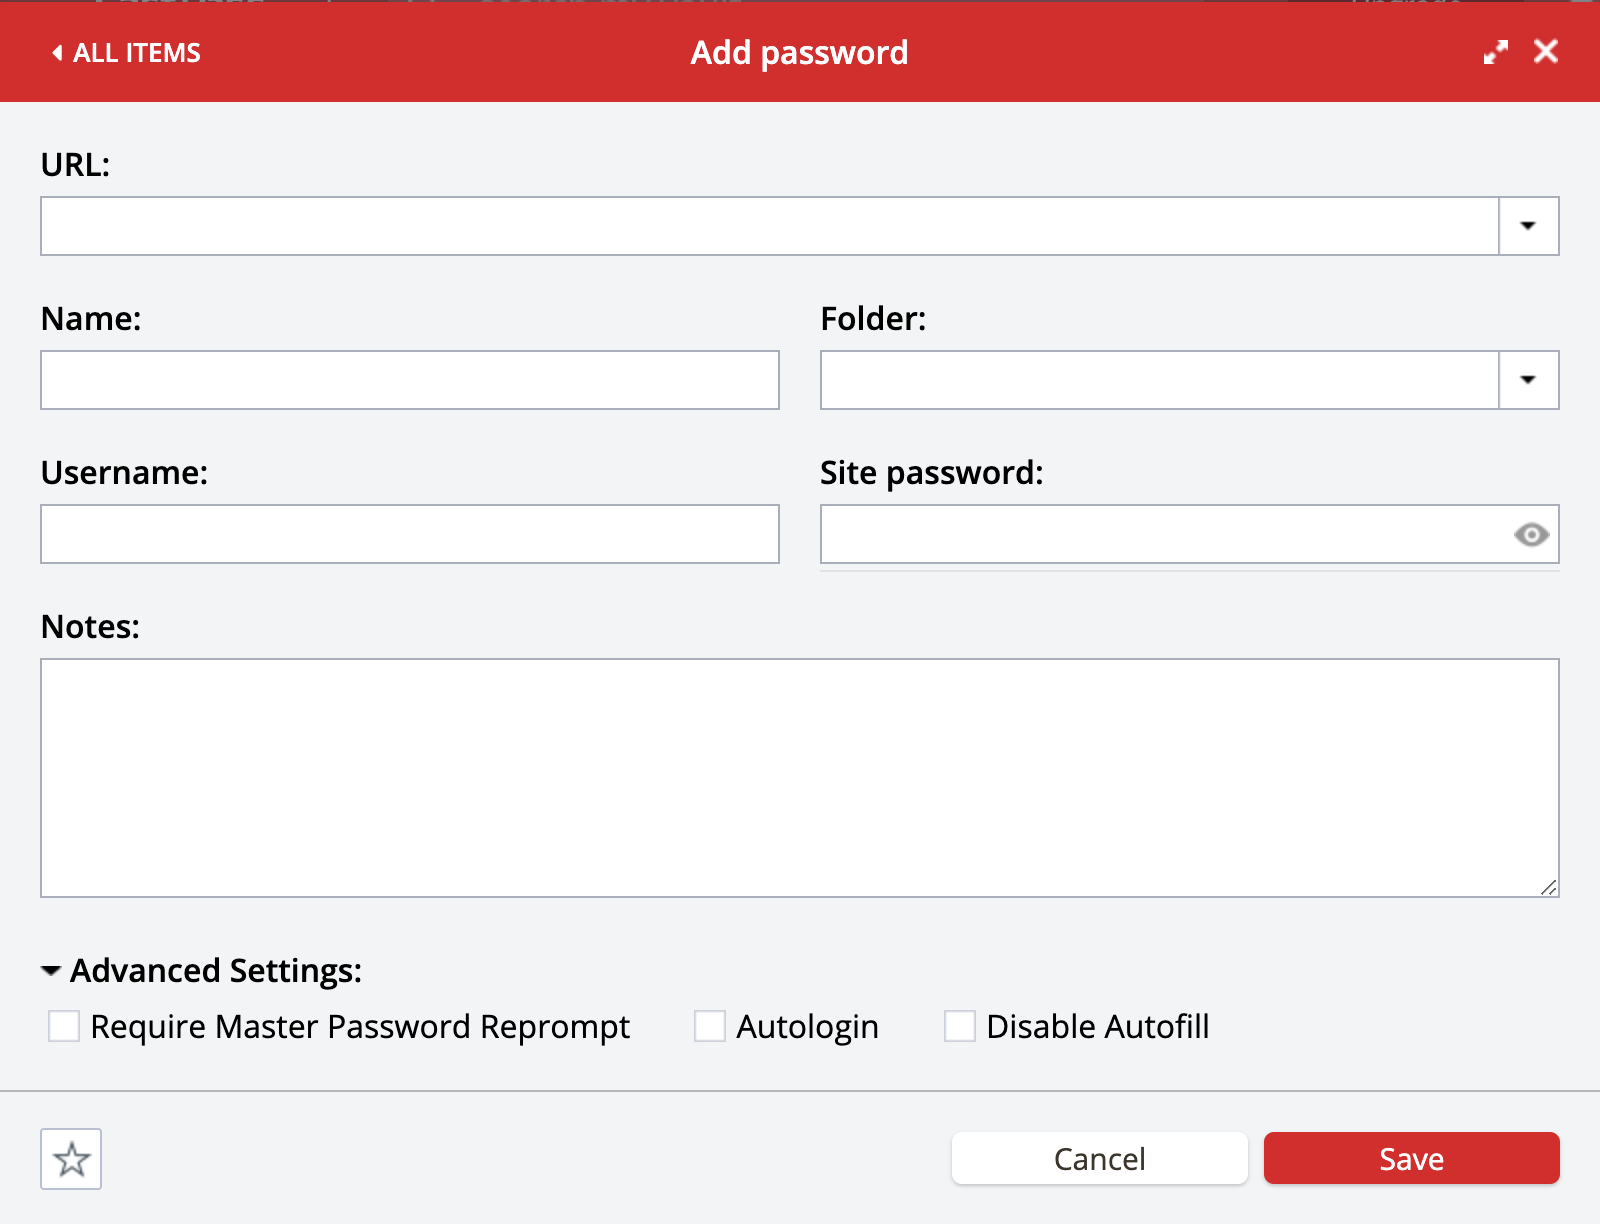 ALL ITEMS
Add password
URL:
Name:
Folder:
Username:
Site password:
Notes:
Advanced Settings:
Require Master Password Reprompt
Autologin
Disable Autofill
Cancel
Save